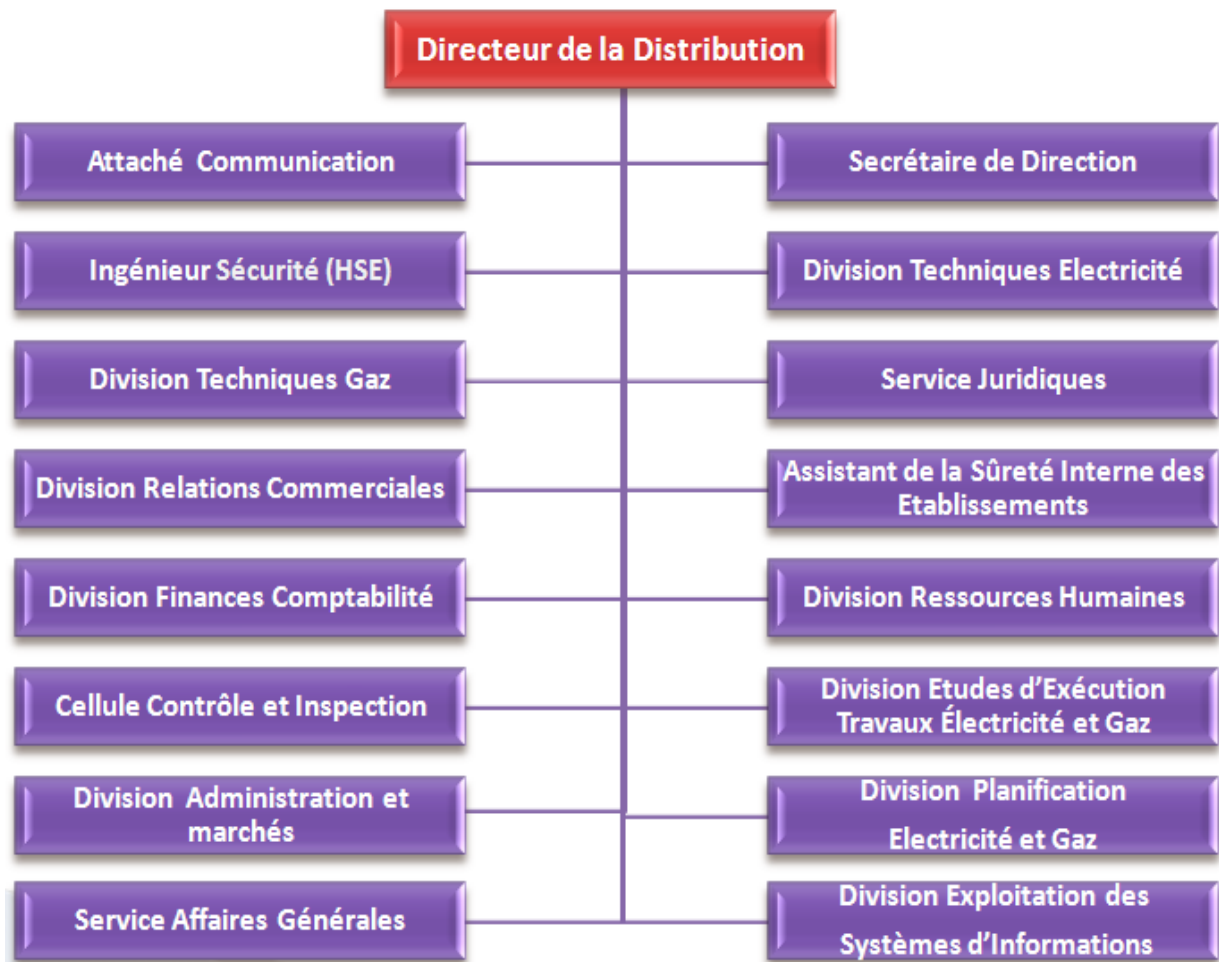 Directeur de la Distribution
Attaché Communication
Secrétaire de Direction
Ingénieur Sécurité (HSE)
Division Techniques Electricité
Division Techniques Gaz
Service Juridiques
Division Relations Commerciales
Assistant de la Sûreté Interne des
Etablissements
Division Finances Comptabilité
Division Ressources Humaines
Cellule Contrôle et Inspection
Division Etudes d’Exécution
Travaux Électricité et Gaz
Division Administration et
marchés
Division Planification
Electricité et Gaz
Service Affaires Générales
Division Exploitation des
Systèmes d’Informations